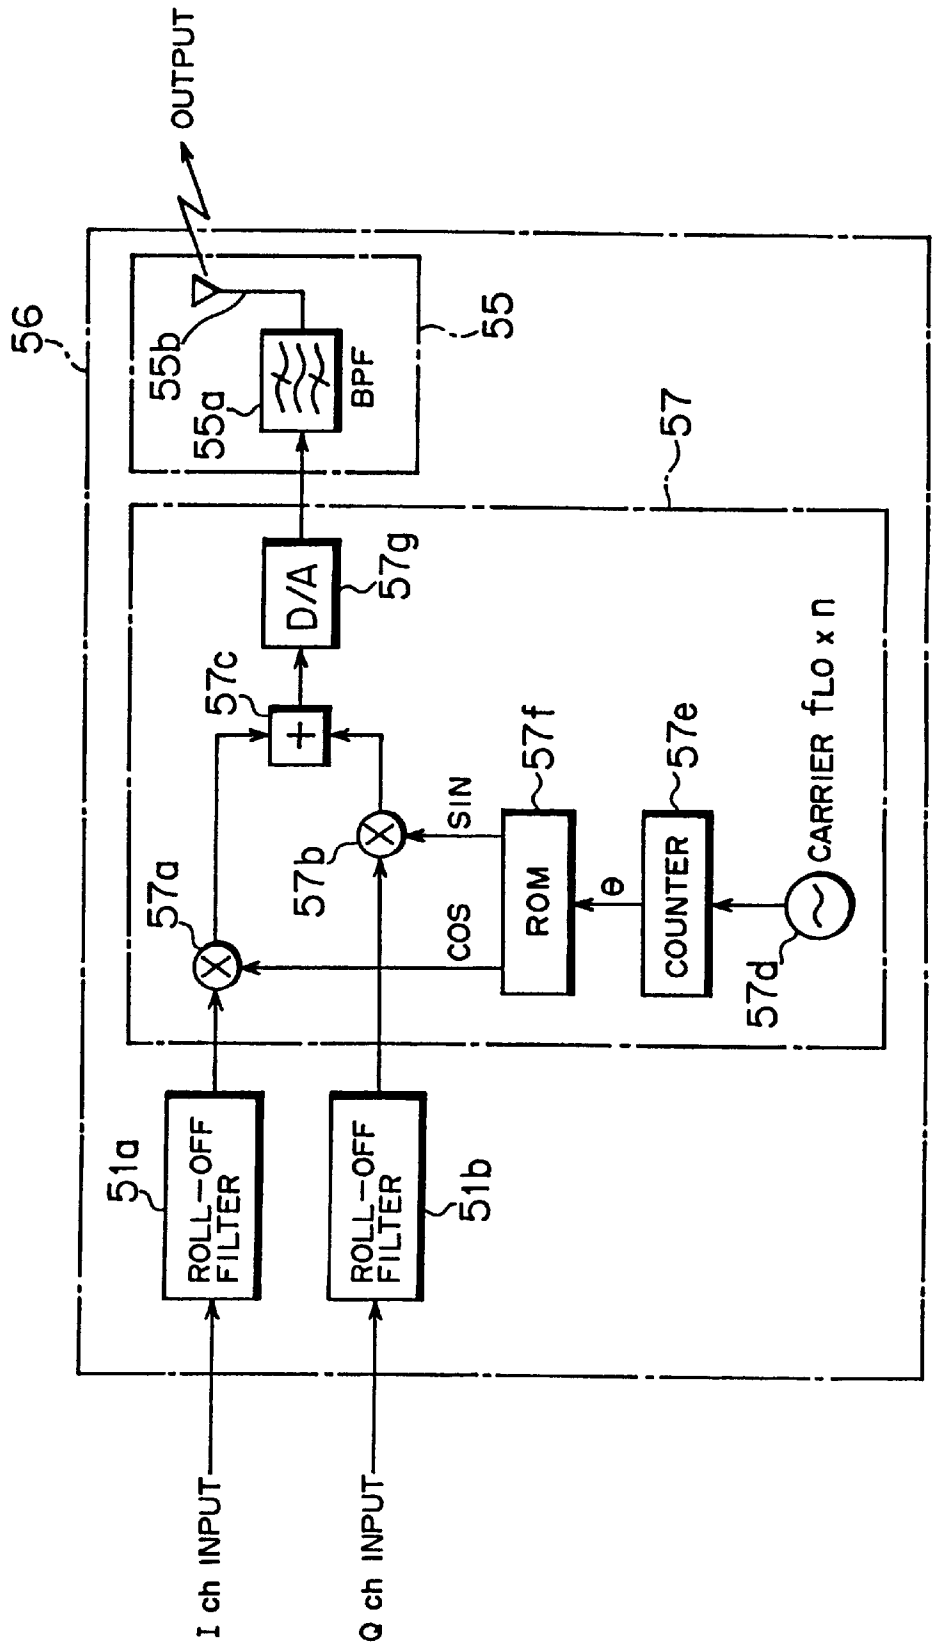 56
OUTPUT
55b
55a
BPF
55
57
57c
D/A
57g
57a
57b
COS
SIN
57f
ROM
θ
57e
COUNTER
57d
CARRIER fLO x n
51a
ROLL-OFF
FILTER
51b
ROLL-OFF
FILTER
I ch INPUT
Q ch INPUT